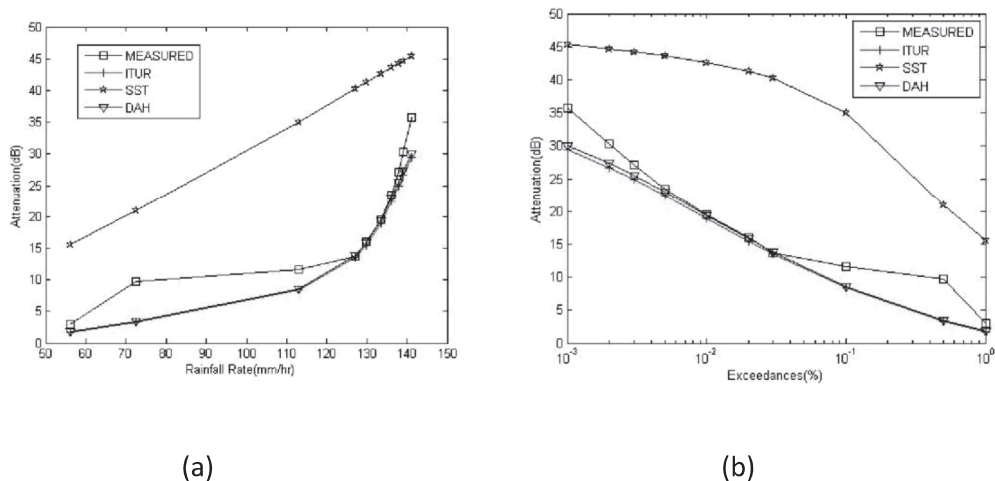 50
45
40
35
30
25
20
15
10
5
0
Attenuation(dB)
MEASURED
ITUR
SST
DAH
50 60 70 80 90 100 110 120 130 140 150
Rainfall Rate(mm/hr)
(a)
50
45
40
35
30
25
20
15
10
5
0
Attenuation(dB)
MEASURED
ITUR
SST
DAH
10⁻³ 10⁻² 10⁻¹ 10⁰
Exceedances(%)
(b)